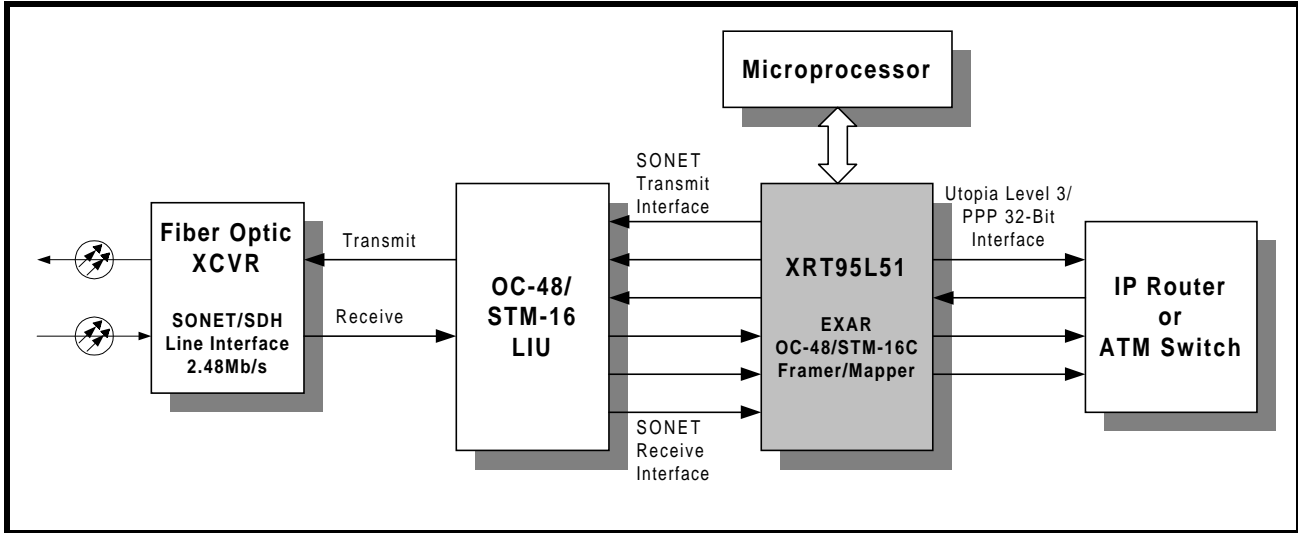 Microprocessor
SONET
Transmit
Interface
Utopia Level 3/
PPP 32-Bit
Interface
Fiber Optic
XCVR
SONET/SDH
Line Interface
2.48Mb/s
Transmit
Receive
OC-48/
STM-16
LIU
XRT95L51
EXAR
OC-48/STM-16C
Framer/Mapper
IP Router
or
ATM Switch
SONET
Receive
Interface